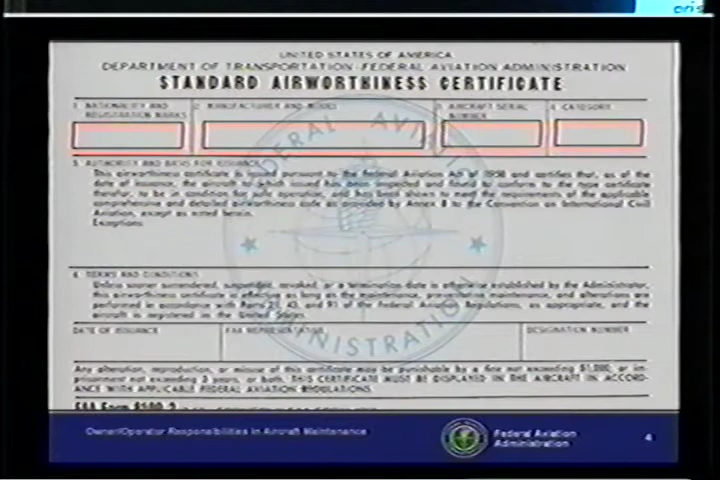 UNITED STATES OF AMERICA
DEPARTMENT OF TRANSPORTATION-FEDERAL AVIATION ADMINISTRATION
STANDARD AIRWORTHINESS CERTIFICATE
1 NATIONALITY AND REGISTRATION MARKS
2 MANUFACTURER AND MODEL
3 AIRCRAFT SERIAL NUMBER
4 CATEGORY
5 AUTHORITY AND BASIS FOR ISSUANCE
This airworthiness certificate is issued pursuant to the Federal Aviation Act of 1958 and certifies that, as of the
date of issuance, the aircraft to which issued has been inspected and found to conform to the type certificate
therefor, to be in condition for safe operation, and has been shown to meet the requirements of the applicable
comprehensive and detailed airworthiness code as provided by Annex 8 to the Convention on International Civil
Aviation, except as noted herein.
Exceptions:
6 TERMS AND CONDITIONS
Unless sooner surrendered, suspended, revoked, or a termination date is otherwise established by the Administrator,
this airworthiness certificate is effective as long as the maintenance, preventive maintenance, and alterations are
performed in accordance with Parts 21, 43, and 91 of the Federal Aviation Regulations, as appropriate, and the
aircraft is registered in the United States.
DATE OF ISSUANCE
FAA REPRESENTATIVE
DESIGNATION NUMBER
Any alteration, reproduction, or misuse of this certificate may be punishable by a fine not exceeding $1,000, or im-
prisonment not exceeding 3 years, or both. THIS CERTIFICATE MUST BE DISPLAYED IN THE AIRCRAFT IN ACCORD-
ANCE WITH APPLICABLE FEDERAL AVIATION REGULATIONS.
FAA Form 8100-2
FEDERAL AVIATION ADMINISTRATION
Owner/Operator Responsibilities in Aircraft Maintenance
Federal Aviation
Administration
4